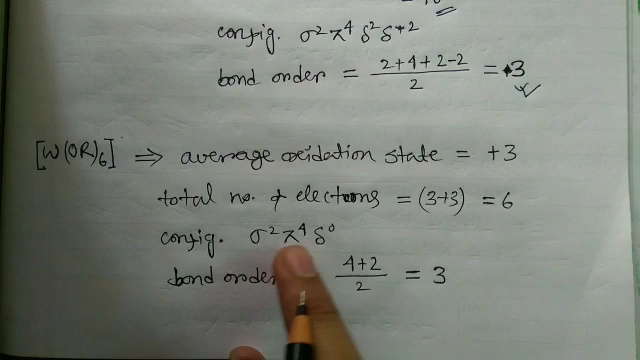 config. σ²π⁴δ²δ*²
bond order = (2+4+2-2)/2 = 3
[W(OR)₆] ⇒ average oxidation state = +3
total no. of electrons = (3+3) = 6
config. σ²π⁴δ⁰
bond order (4+2)/2 = 3